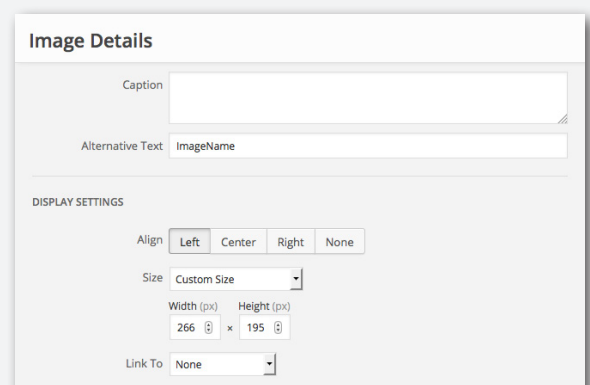 Image Details
Caption
Alternative Text ImageName
DISPLAY SETTINGS
Align Left Center Right None
Size Custom Size
Width (px) Height (px)
266 × 195
Link To None